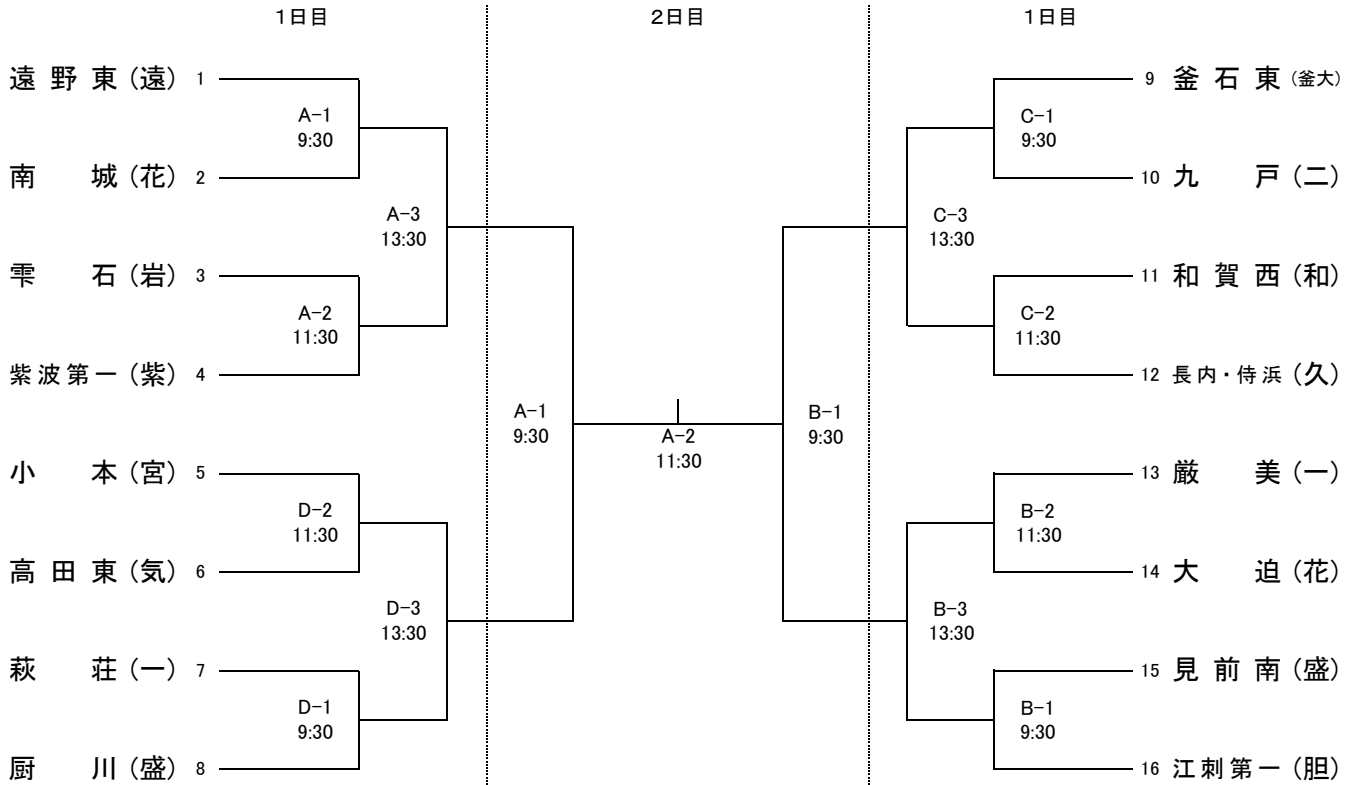 1日目 2日目 1日目
遠野東(遠) 1
A-1
9:30
南城(花) 2
A-3
13:30
雫石(岩) 3
A-2
11:30
紫波第一(紫) 4
A-1
9:30
小本(宮) 5
D-2
11:30
高田東(気) 6
D-3
13:30
萩荘(一) 7
D-1
9:30
厨川(盛) 8
A-2
11:30
B-1
9:30
9 釜石東(釜大)
C-1
9:30
10 九戸(二)
C-3
13:30
11 和賀西(和)
C-2
11:30
12 長内・侍浜(久)
13 厳美(一)
B-2
11:30
14 大迫(花)
B-3
13:30
15 見前南(盛)
B-1
9:30
16 江刺第一(胆)